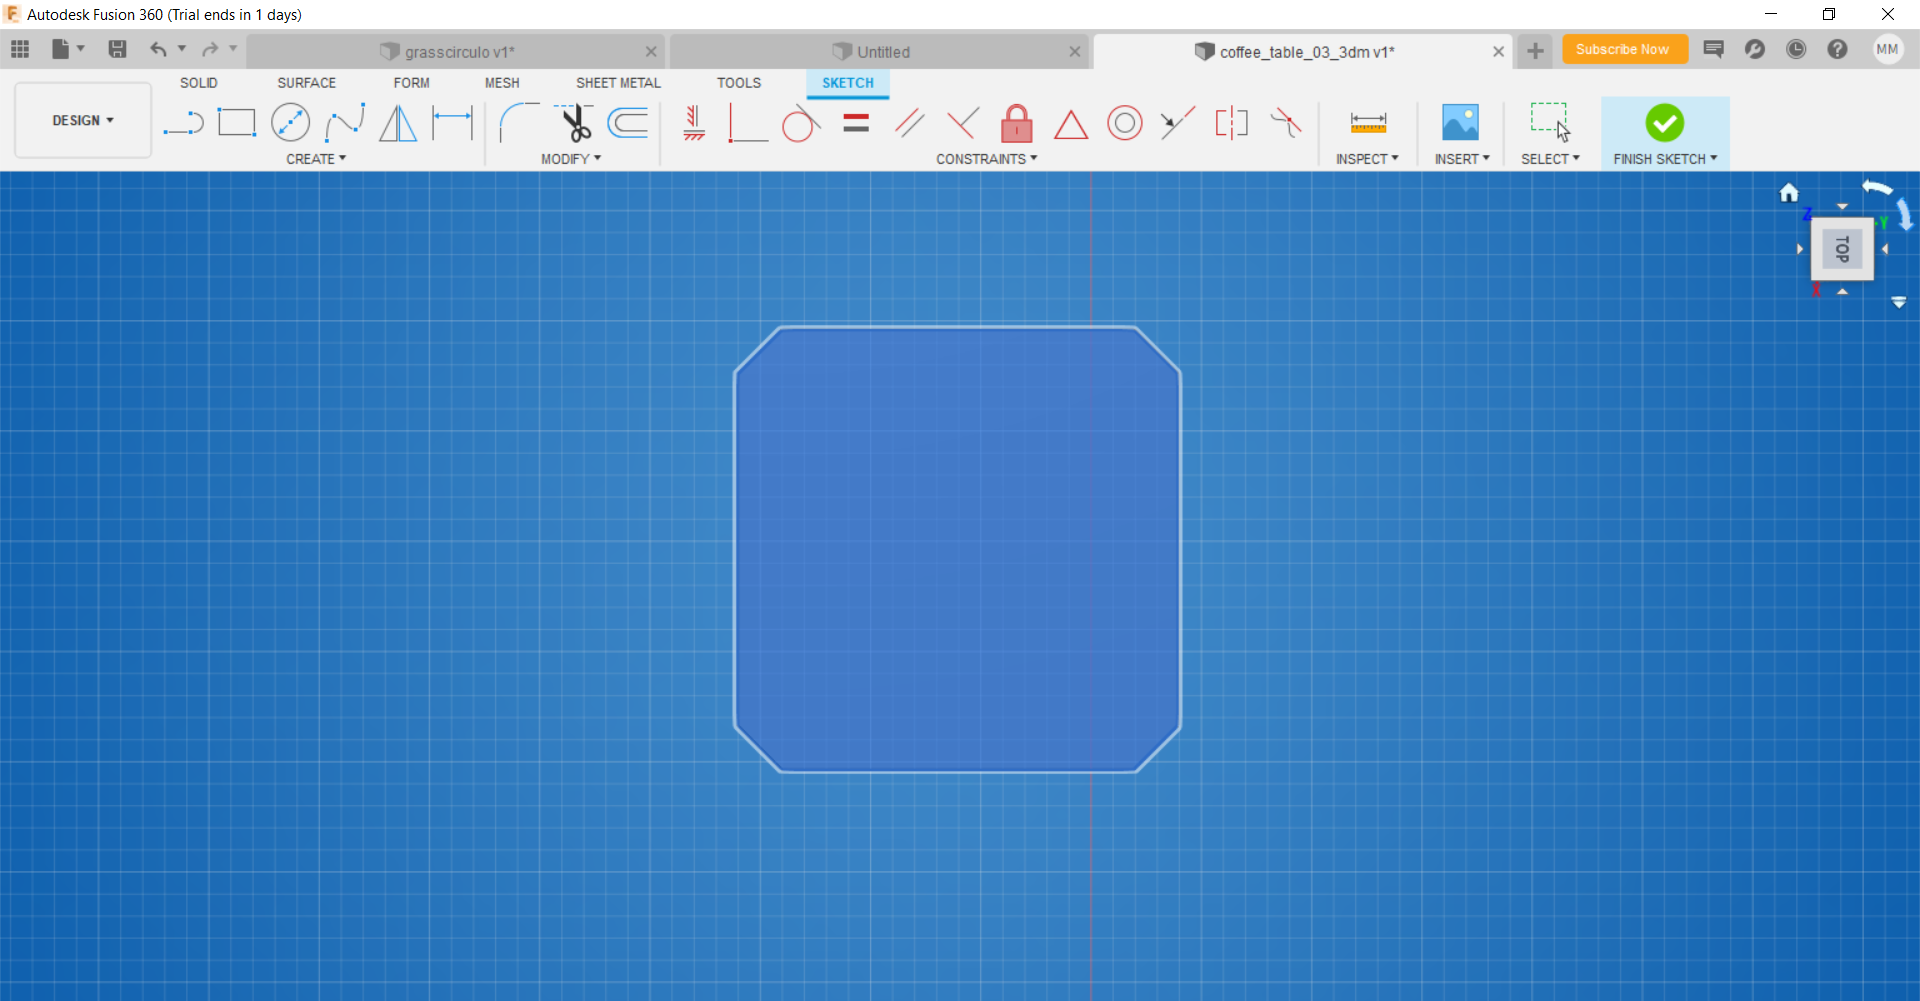 Autodesk Fusion 360 (Trial ends in 1 days)
grasscirculo v1*
Untitled
coffee_table_03_3dm v1*
Subscribe Now
MM
SOLID SURFACE FORM MESH SHEET METAL TOOLS SKETCH
DESIGN
CREATE MODIFY CONSTRAINTS INSPECT INSERT SELECT FINISH SKETCH
Z
Y
TOP
X